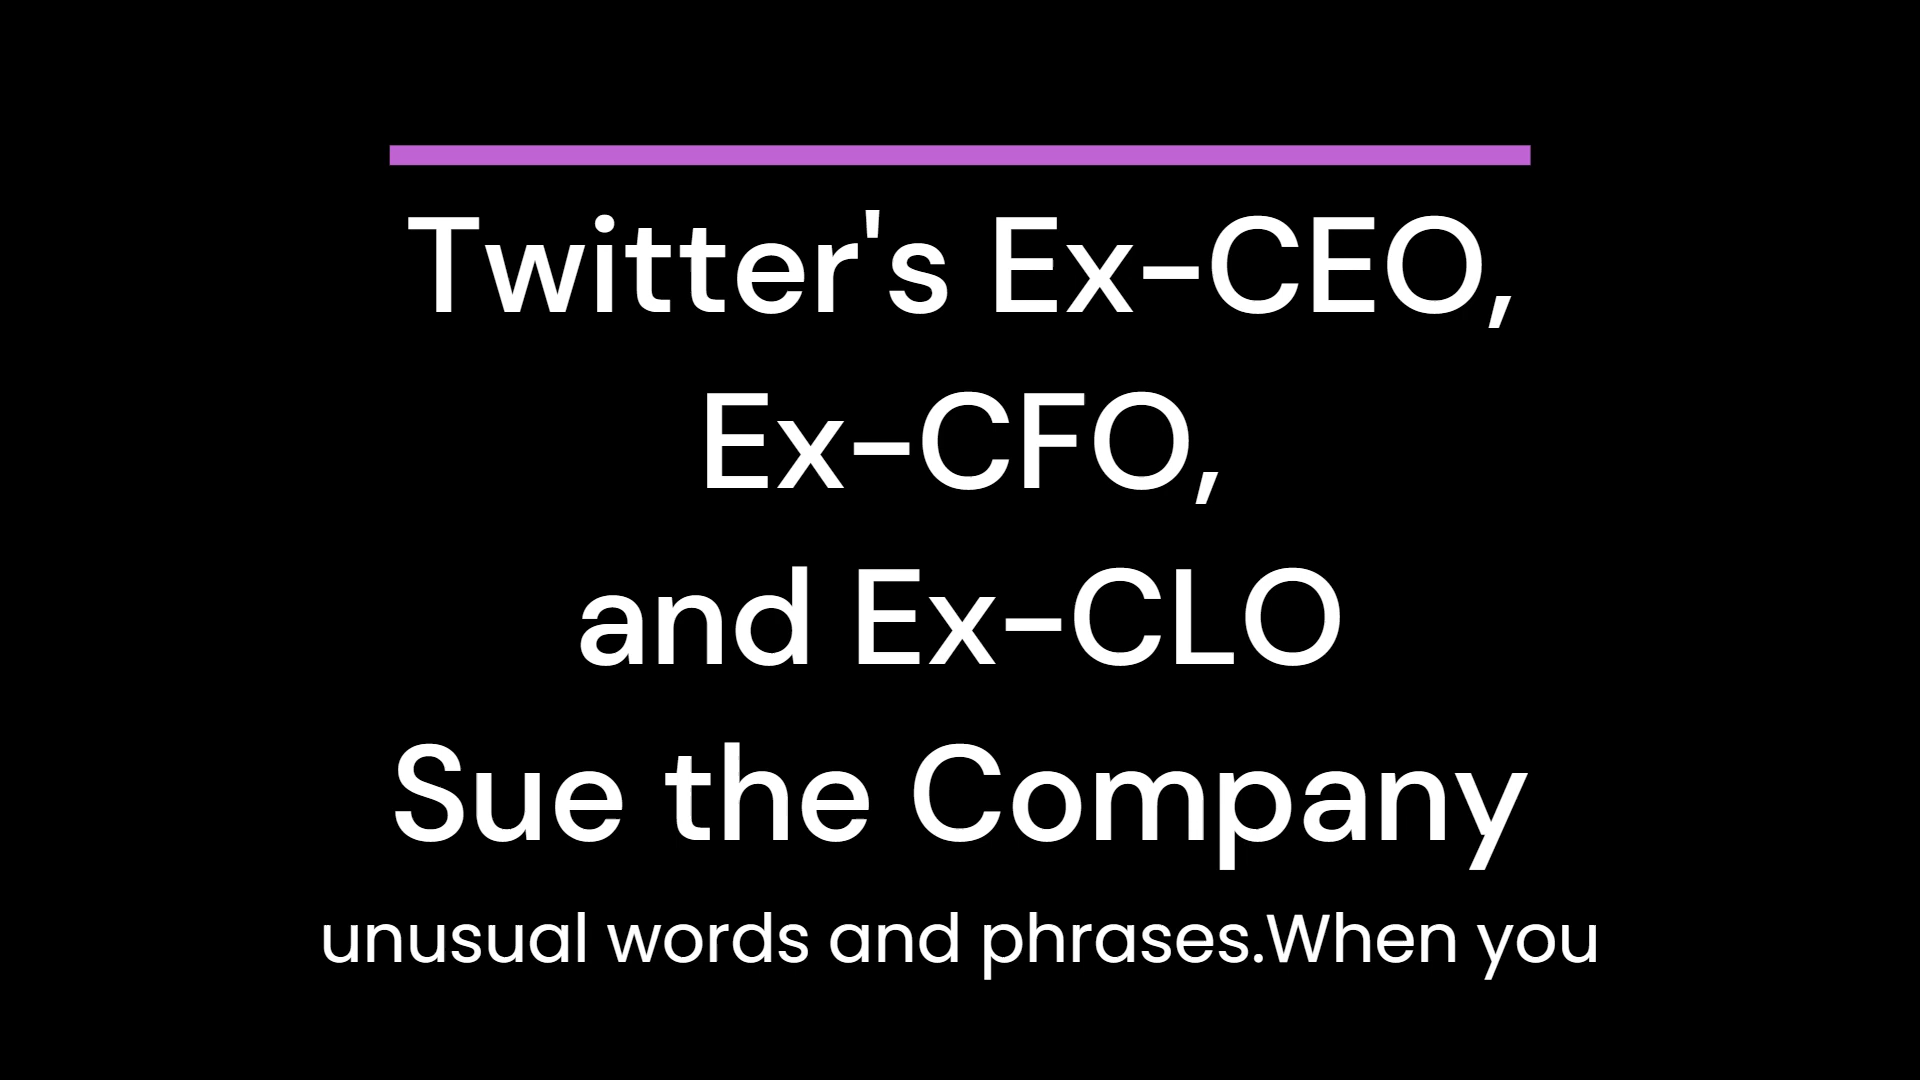 Twitter's Ex-CEO,
Ex-CFO,
and Ex-CLO
Sue the Company
unusual words and phrases.When you